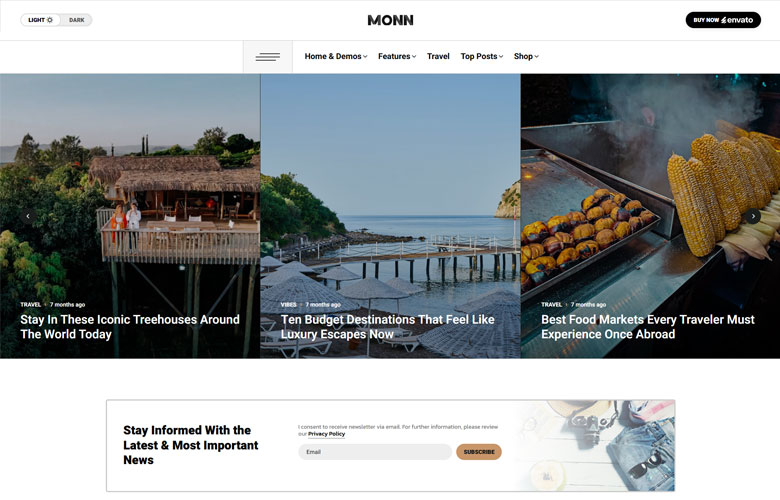 LIGHT DARK
MONN
BUY NOW envato
Home & Demos Features Travel Top Posts Shop
TRAVEL 7 months ago
Stay In These Iconic Treehouses Around
The World Today
VIBES 7 months ago
Ten Budget Destinations That Feel Like
Luxury Escapes Now
TRAVEL 7 months ago
Best Food Markets Every Traveler Must
Experience Once Abroad
Stay Informed With the
Latest & Most Important
News
I consent to receive newsletter via email. For further information, please review
our Privacy Policy
Email
SUBSCRIBE